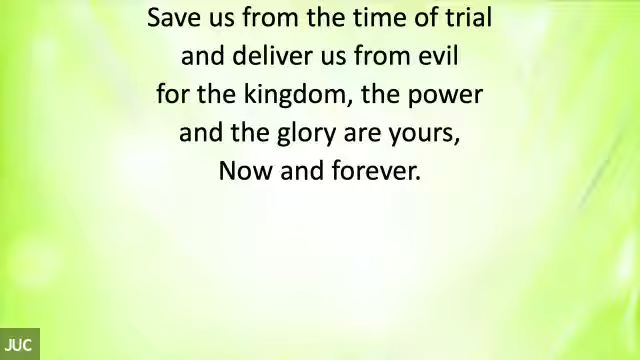 Save us from the time of trial
and deliver us from evil
for the kingdom, the power
and the glory are yours,
Now and forever.
JUC